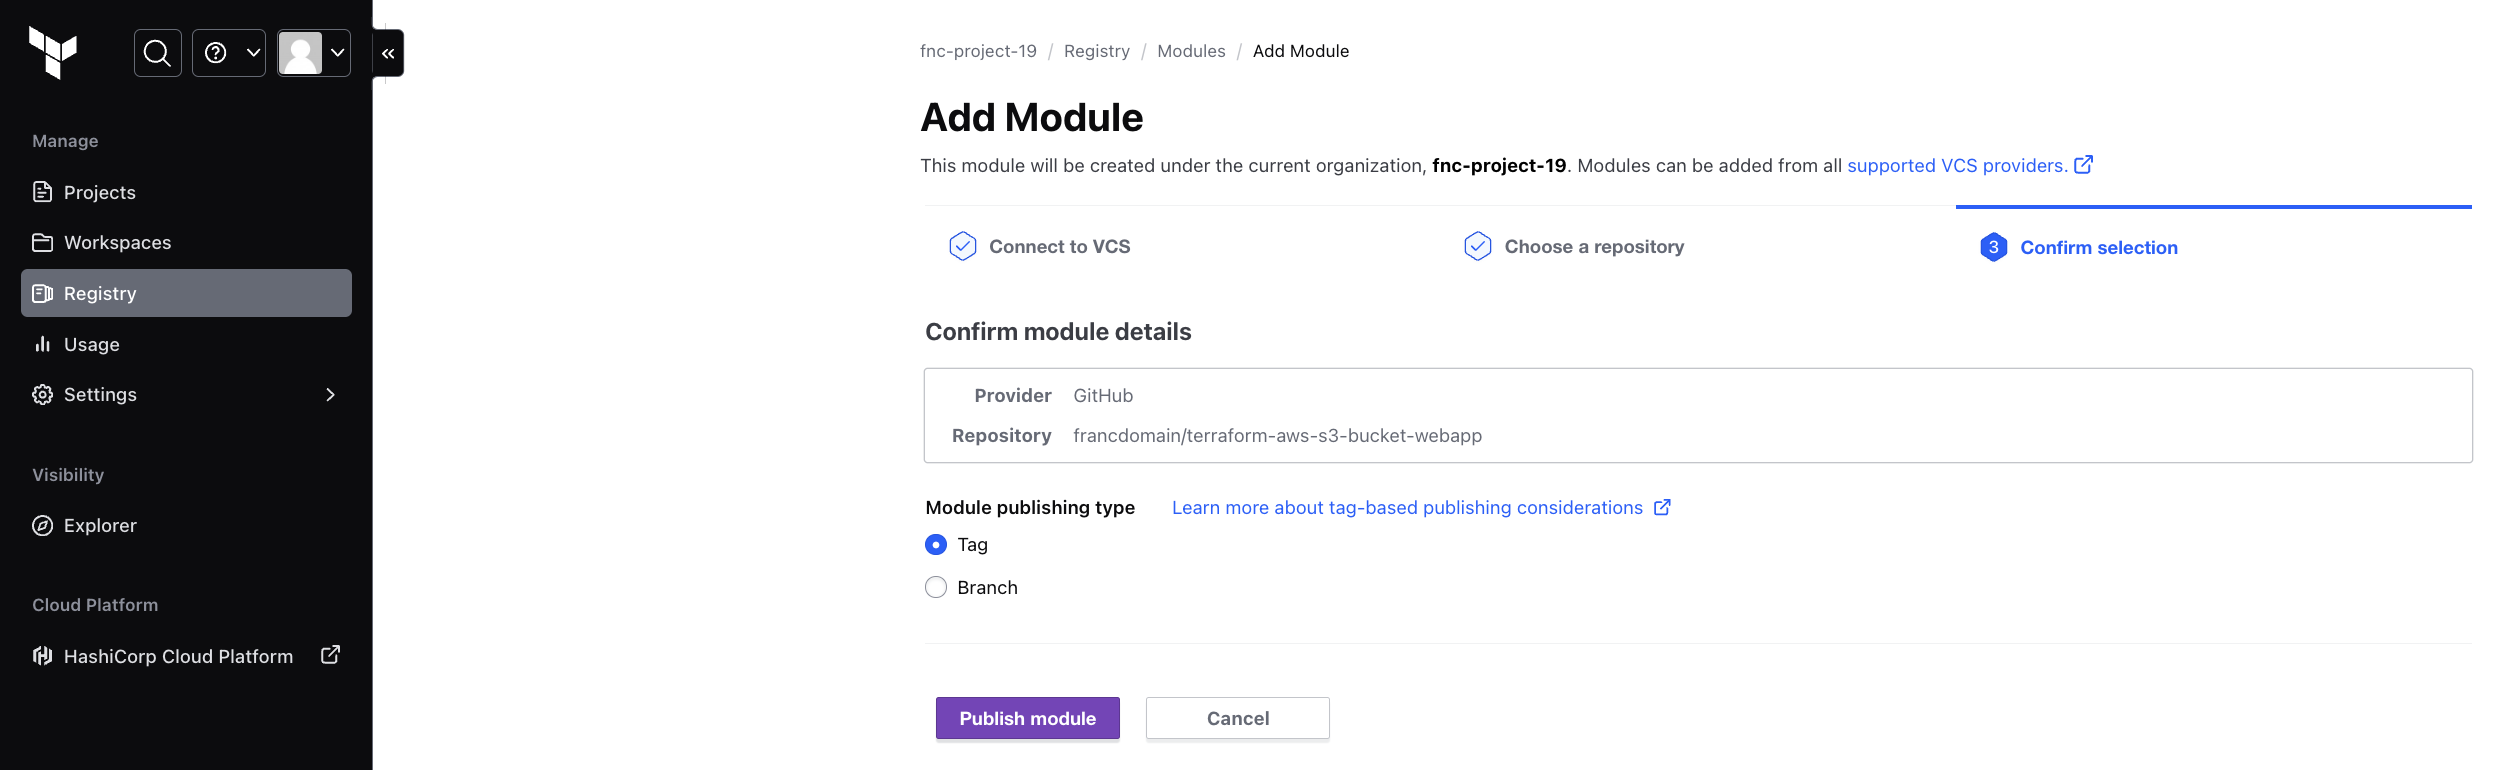 Manage
Projects
Workspaces
Registry
Usage
Settings
Visibility
Explorer
Cloud Platform
HashiCorp Cloud Platform
fnc-project-19 / Registry / Modules / Add Module
Add Module
This module will be created under the current organization, fnc-project-19. Modules can be added from all supported VCS providers.
Connect to VCS
Choose a repository
3 Confirm selection
Confirm module details
Provider GitHub
Repository francdomain/terraform-aws-s3-bucket-webapp
Module publishing type Learn more about tag-based publishing considerations
Tag
Branch
Publish module
Cancel